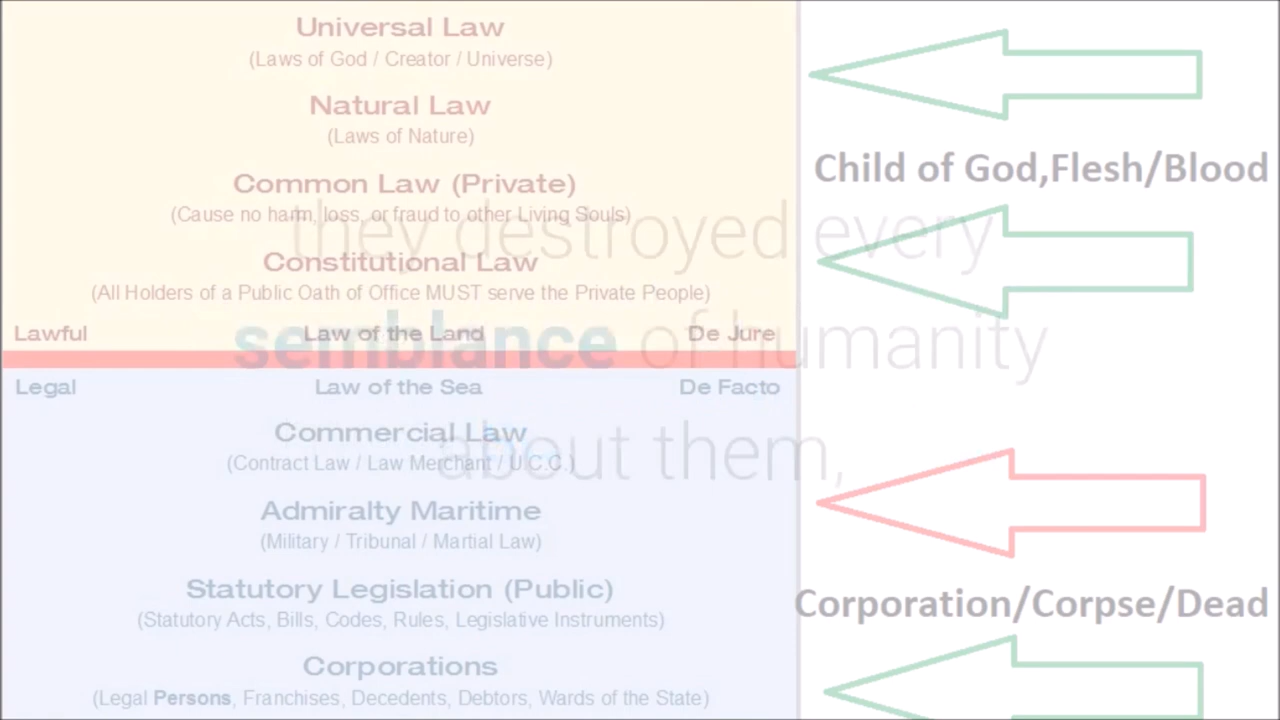 Universal Law
(Laws of God / Creator / Universe)
Natural Law
(Laws of Nature)
Common Law (Private)
(Cause no harm, loss, or fraud to other Living Souls)
Constitutional Law
(All Holders of a Public Oath of Office MUST serve the Private People)
Lawful Law of the Land De Jure
Legal Law of the Sea De Facto
Commercial Law
(Contract Law / Law Merchant / U.C.C.)
Admiralty Maritime
(Military / Tribunal / Martial Law)
Statutory Legislation (Public)
(Statutory Acts, Bills, Codes, Rules, Legislative Instruments)
Corporations
(Legal Persons, Franchises, Decedents, Debtors, Wards of the State)
Child of God,Flesh/Blood
Corporation/Corpse/Dead
they destroyed every
semblance of humanity
about them,